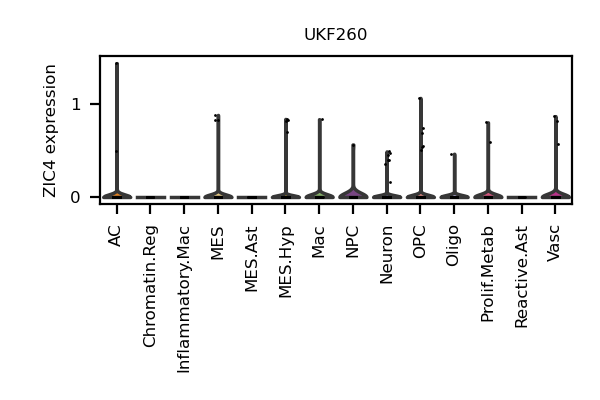 UKF260
ZIC4 expression
1
0
AC
Chromatin.Reg
Inflammatory.Mac
MES
MES.Ast
MES.Hyp
Mac
NPC
Neuron
OPC
Oligo
Prolif.Metab
Reactive.Ast
Vasc